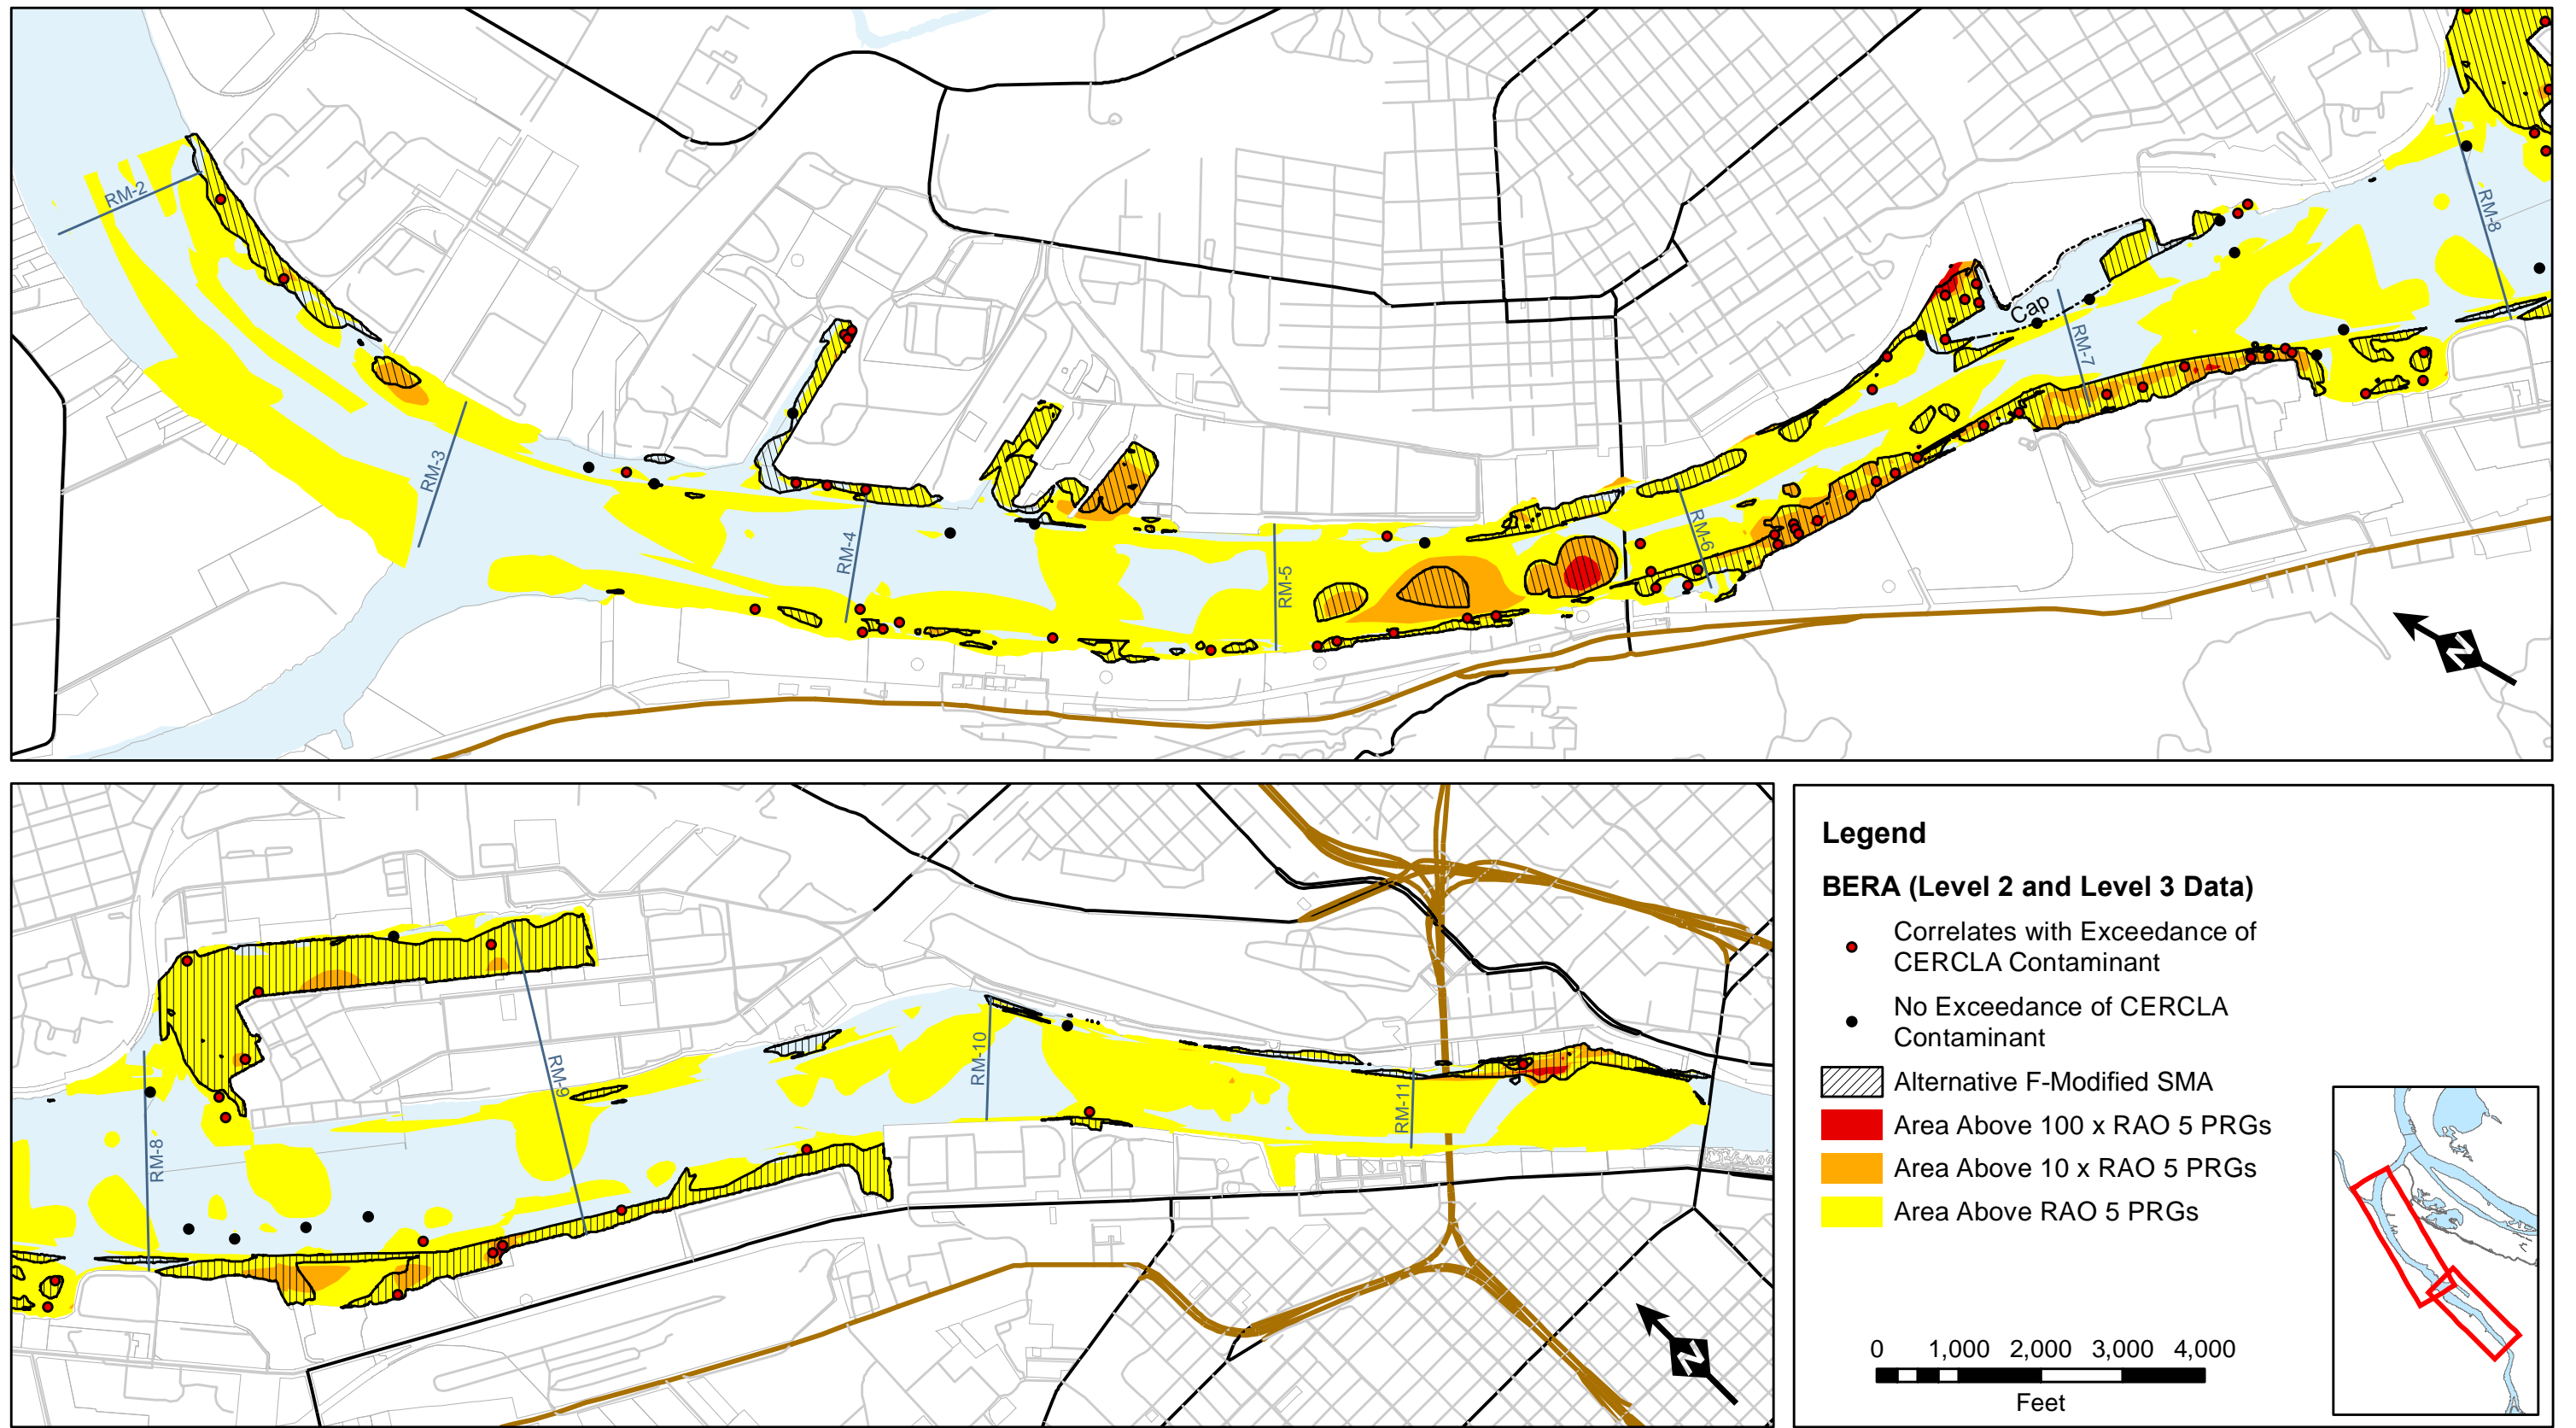 RM-2
RM-3
RM-4
RM-5
RM-6
RM-7
RM-8
Cap
N
RM-8
RM-9
RM-10
RM-11
N
Legend
BERA (Level 2 and Level 3 Data)
Correlates with Exceedance of
CERCLA Contaminant
No Exceedance of CERCLA
Contaminant
Alternative F-Modified SMA
Area Above 100 x RAO 5 PRGs
Area Above 10 x RAO 5 PRGs
Area Above RAO 5 PRGs
0 1,000 2,000 3,000 4,000
Feet